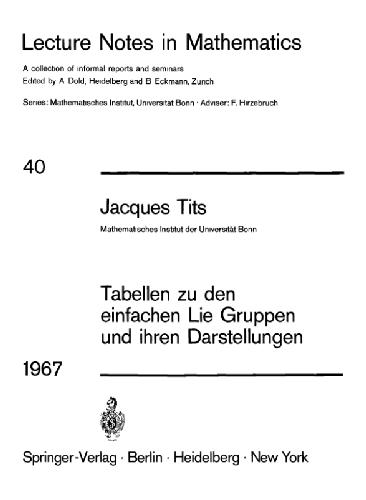 Lecture Notes in Mathematics
A collection of informal reports and seminars
Edited by A. Dold, Heidelberg and B. Eckmann, Zürich
Series: Mathematisches Institut, Universität Bonn · Adviser: F. Hirzebruch
40
Jacques Tits
Mathematisches Institut der Universität Bonn
Tabellen zu den
einfachen Lie Gruppen
und ihren Darstellungen
1967
Springer-Verlag · Berlin · Heidelberg · New York